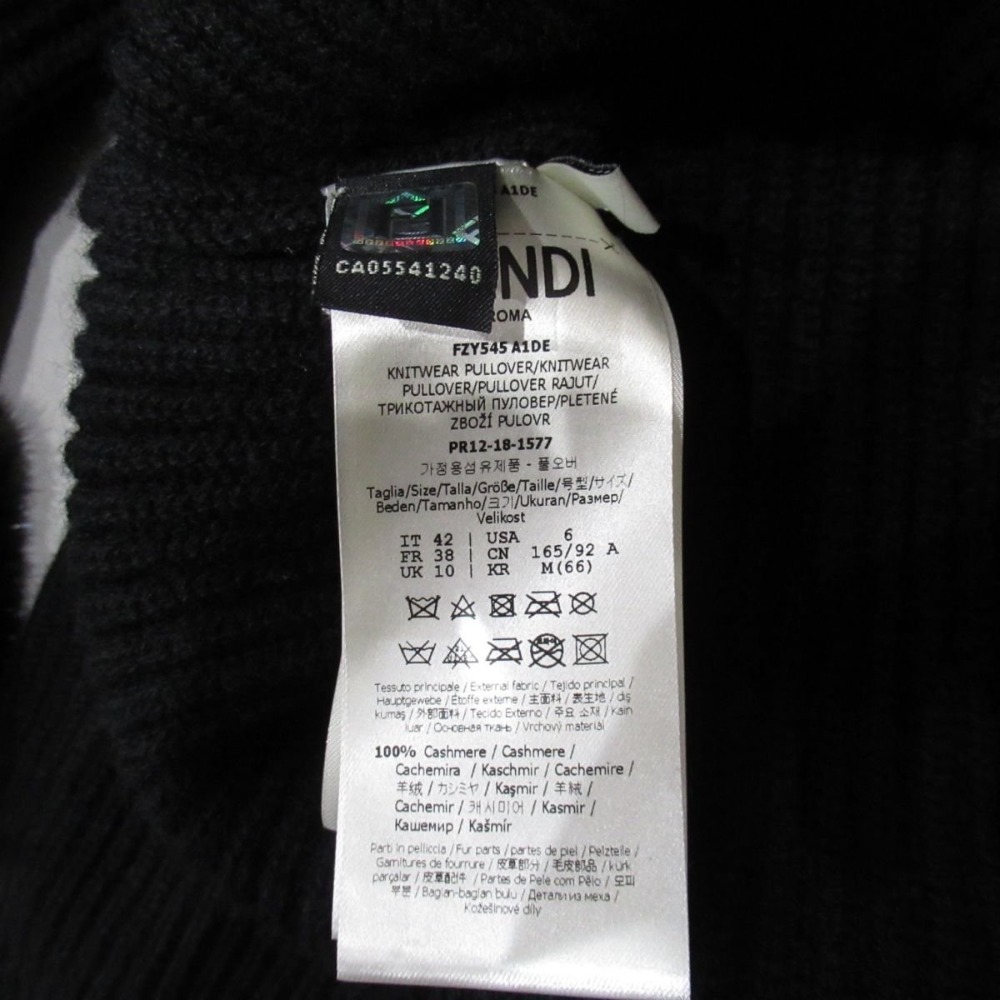 A1DE
CA05541240
NDI
ROMA
FZY545 A1DE
KNITWEAR PULLOVER/KNITWEAR
PULLOVER/PULLOVER RAJUT/
ТРИКОТАЖНЫЙ ПУЛОВЕР/PLETENÉ
ZBOŽÍ PULOVR
PR12-18-1577
가정용섬유제품 - 풀오버
Taglia/Size/Talla/Größe/Taille/号型/サイズ/
Beden/Tamanho/크기/Ukuran/Размер/
Velikost
IT 42 | USA 6
FR 38 | CN 165/92 A
UK 10 | KR M(66)
Tessuto principale / External fabric / Tejido principal /
Hauptgewebe / Étoffe externe / 主面料 / 表生地 / dış
kumaş / 外部面料 / Tecido Externo / 주요 소재 / Kain
luar / Основная ткань / Vrchový materiál
100% Cashmere / Cashmere /
Cachemira / Kaschmir / Cachemire /
羊绒 / カシミヤ / Kaşmir / 羊絨 /
Cachemir / 캐시미어 / Kasmir /
Кашемир / Kašmír
Parti in pelliccia / Fur parts / partes de piel / Pelzteile /
Garnitures de fourrure / 皮草部分 / 毛皮部品 / kürk
parçalar / 皮草配件 / Partes de Pele com Pêlo / 모피
부분 / Bagian-bagian bulu / Детали из меха /
Kožešinové díly